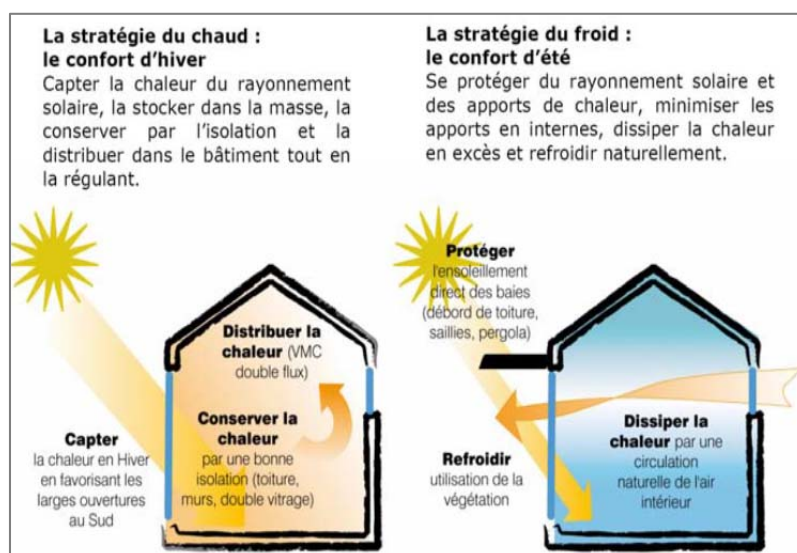 La stratégie du chaud :
le confort d’hiver
Capter la chaleur du rayonnement
solaire, la stocker dans la masse, la
conserver par l’isolation et la
distribuer dans le bâtiment tout en
la régulant.
La stratégie du froid :
le confort d’été
Se protéger du rayonnement solaire et
des apports de chaleur, minimiser les
apports en internes, dissiper la chaleur
en excès et refroidir naturellement.
Distribuer la
chaleur (VMC
double flux)
Conserver la
chaleur
par une bonne
isolation (toiture,
murs, double vitrage)
Capter
la chaleur en Hiver
en favorisant les
larges ouvertures
au Sud
Protéger
l'ensoleillement
direct des baies
(débord de toiture,
saillies, pergola)
Refroidir
utilisation de la
végétation
Dissiper la
chaleur par une
circulation
naturelle de l'air
intérieur